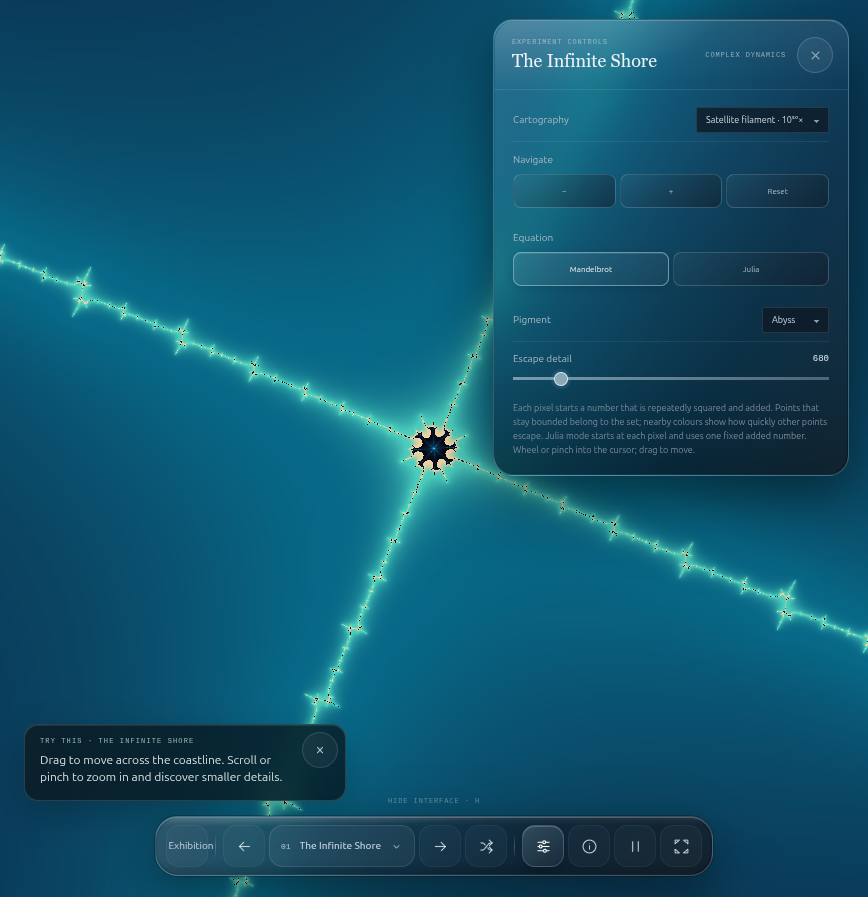 EXPERIMENT CONTROLS
The Infinite Shore
COMPLEX DYNAMICS
×
Cartography
Satellite filament ·
Navigate
−
+
Reset
Equation
Mandelbrot
Julia
Pigment
Abyss
Escape detail
680
Each pixel starts a number that is repeatedly squared and added. Points that
stay bounded belong to the set; nearby colours show how quickly other points
escape. Julia mode starts at each pixel and uses one fixed added number.
Wheel or pinch into the cursor; drag to move.
TRY THIS · THE INFINITE SHORE
Drag to move across the coastline. Scroll or
pinch to zoom in and discover smaller details.
×
HIDE INTERFACE · H
Exhibition
01 The Infinite Shore